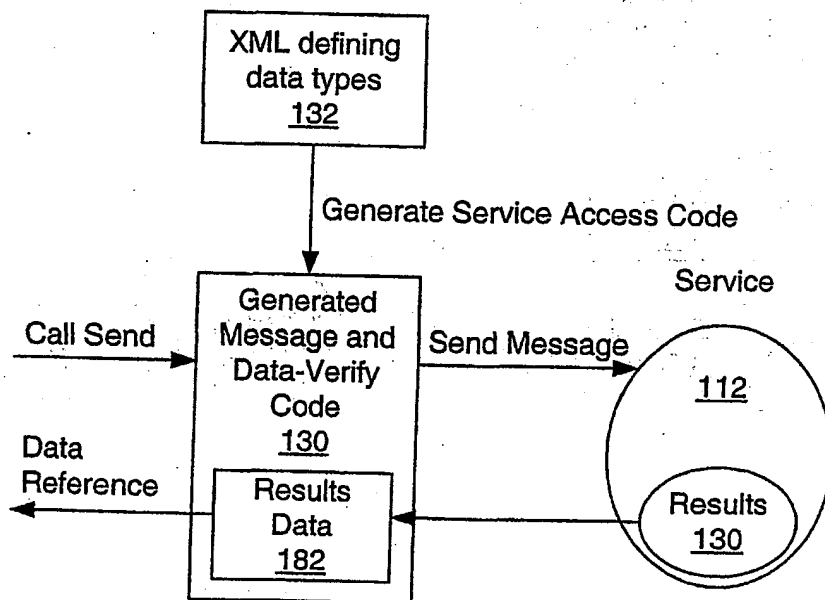 XML defining
data types
132
Generate Service Access Code
Service
Generated
Message and
Data-Verify
Code
130
Call Send
Send Message
112
Data
Reference
Results
Data
182
Results
130